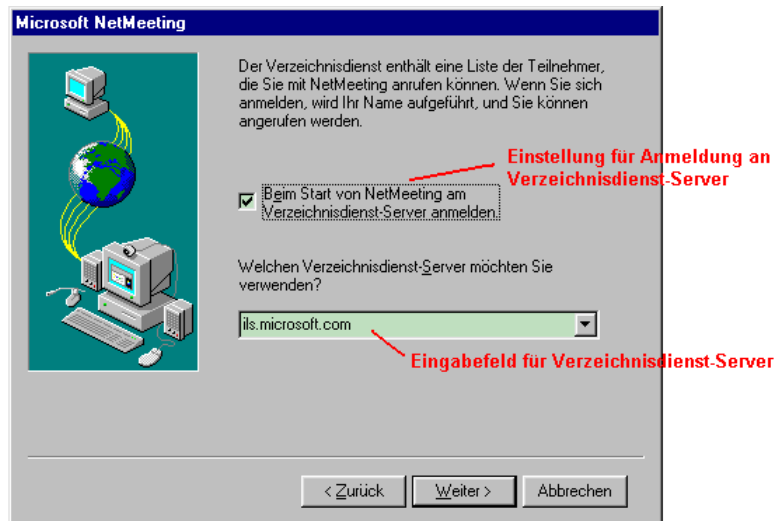 Microsoft NetMeeting
Der Verzeichnisdienst enthält eine Liste der Teilnehmer,
die Sie mit NetMeeting anrufen können. Wenn Sie sich
anmelden, wird Ihr Name aufgeführt, und Sie können
angerufen werden.
Einstellung für Anmeldung an
Verzeichnisdienst-Server
Beim Start von NetMeeting am
Verzeichnisdienst-Server anmelden.
Welchen Verzeichnisdienst-Server möchten Sie
verwenden?
ils.microsoft.com
Eingabefeld für Verzeichnisdienst-Server
< Zurück
Weiter >
Abbrechen